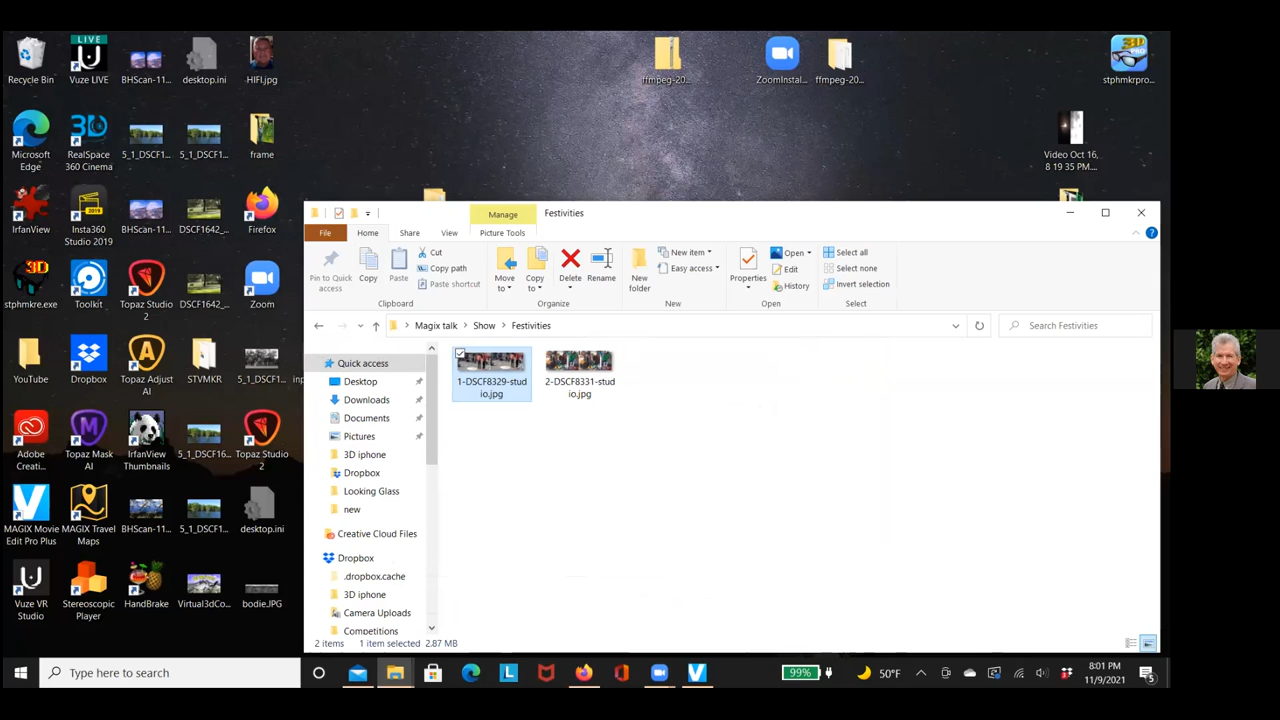 Recycle Bin
Vuze LIVE
BHScan-11...
desktop.ini
HIFI.jpg
ffmpeg-20...
ZoomInstal...
ffmpeg-20...
stphmkrpro...
Microsoft
Edge
RealSpace
360 Cinema
5_1_DSCF1...
5_1_DSCF1...
frame
Video Oct 16,
8 19 35 PM....
IrfanView
Insta360
Studio 2019
BHScan-11...
DSCF1642_...
Firefox
stphmkre.exe
Toolkit
Topaz Studio
2
DSCF1642_...
Zoom
YouTube
Dropbox
Topaz Adjust
AI
STVMKR
5_1_DSCF1...
Adobe
Creati...
Topaz Mask
AI
IrfanView
Thumbnails
5_1_DSCF16...
Topaz Studio
2
MAGIX Movie
Edit Pro Plus
MAGIX Travel
Maps
BHScan-11...
5_1_DSCF1...
desktop.ini
Vuze VR
Studio
Stereoscopic
Player
HandBrake
Virtual3dCo...
bodie.JPG
Manage
Festivities
File
Home
Share
View
Picture Tools
Pin to Quick
access
Copy
Paste
Cut
Copy path
Paste shortcut
Move
to
Copy
to
Delete
Rename
New
folder
New item
Easy access
Properties
Open
Edit
History
Select all
Select none
Invert selection
Clipboard
Organize
New
Open
Select
Magix talk > Show > Festivities
Search Festivities
Quick access
Desktop
Downloads
Documents
Pictures
3D iphone
Dropbox
Looking Glass
new
Creative Cloud Files
Dropbox
.dropbox.cache
3D iphone
Camera Uploads
Competitions
1-DSCF8329-stud
io.jpg
2-DSCF8331-stud
io.jpg
2 items
1 item selected 2.87 MB
Type here to search
99%
50°F
8:01 PM
11/9/2021
5